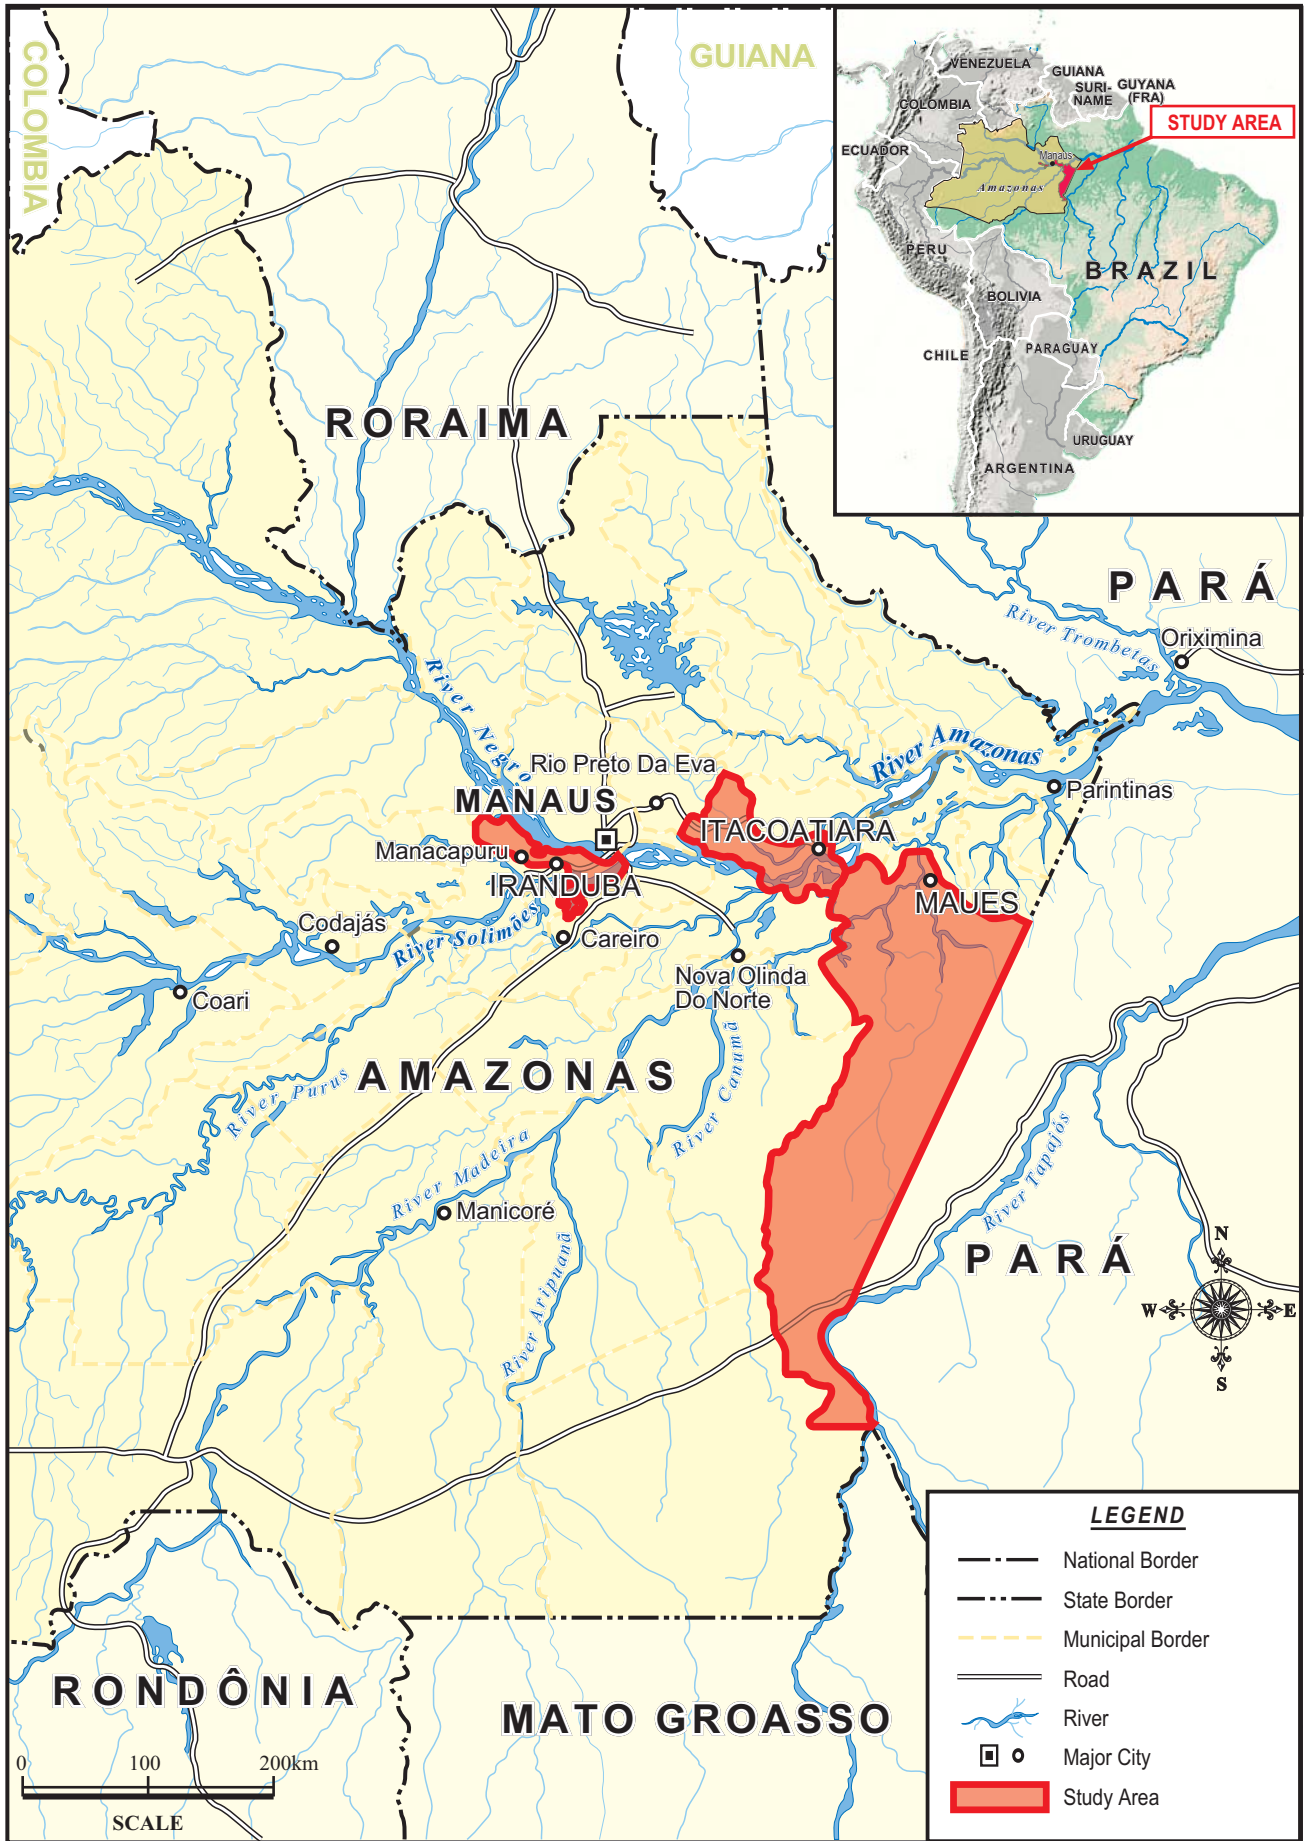 COLOMBIA
GUIANA
VENEZUELA
GUIANA
SURI-
NAME
GUYANA
(FRA)
COLOMBIA
STUDY AREA
ECUADOR
Manaus
Amazonas
PERU
BRAZIL
BOLIVIA
CHILE
PARAGUAY
URUGUAY
ARGENTINA
RORAIMA
PARÁ
River Trombetas
Oriximina
River Negro
River Amazonas
Rio Preto Da Eva
Parintinas
MANAUS
ITACOATIARA
Manacapuru
IRANDUBA
MAUES
Codajás
River Solimões
Careiro
Nova Olinda
Do Norte
Coari
AMAZONAS
River Purus
River Canumã
River Madeira
River Tapajós
Manicoré
River Aripuanã
PARÁ
N
W
E
S
LEGEND
National Border
State Border
Municipal Border
Road
River
Major City
Study Area
RONDÔNIA
MATO GROASSO
0 100 200km
SCALE